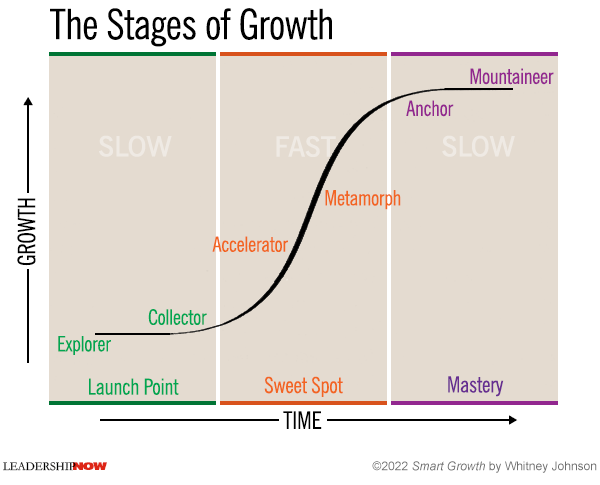 The Stages of Growth
SLOW
FAST
SLOW
Mountaineer
Anchor
Metamorph
Accelerator
Collector
Explorer
GROWTH
Launch Point
Sweet Spot
Mastery
TIME
LEADERSHIPNOW
©2022 Smart Growth by Whitney Johnson